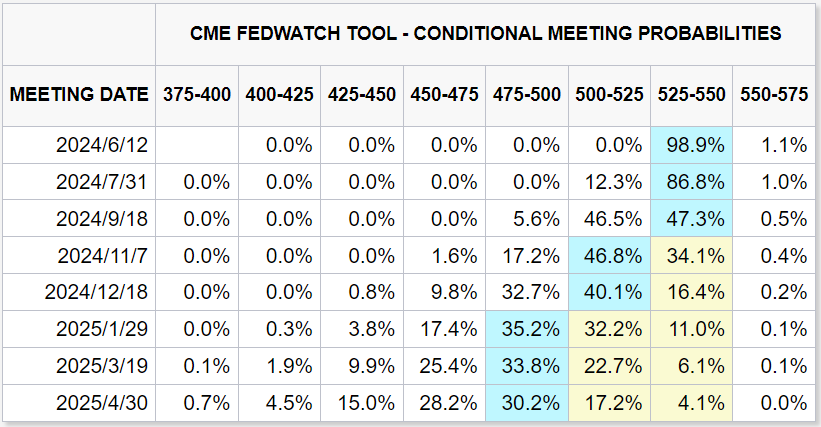 CME FEDWATCH TOOL - CONDITIONAL MEETING PROBABILITIES
MEETING DATE 375-400 400-425 425-450 450-475 475-500 500-525 525-550 550-575
2024/6/12 0.0% 0.0% 0.0% 0.0% 0.0% 98.9% 1.1%
2024/7/31 0.0% 0.0% 0.0% 0.0% 0.0% 12.3% 86.8% 1.0%
2024/9/18 0.0% 0.0% 0.0% 0.0% 5.6% 46.5% 47.3% 0.5%
2024/11/7 0.0% 0.0% 0.0% 1.6% 17.2% 46.8% 34.1% 0.4%
2024/12/18 0.0% 0.0% 0.8% 9.8% 32.7% 40.1% 16.4% 0.2%
2025/1/29 0.0% 0.3% 3.8% 17.4% 35.2% 32.2% 11.0% 0.1%
2025/3/19 0.1% 1.9% 9.9% 25.4% 33.8% 22.7% 6.1% 0.1%
2025/4/30 0.7% 4.5% 15.0% 28.2% 30.2% 17.2% 4.1% 0.0%